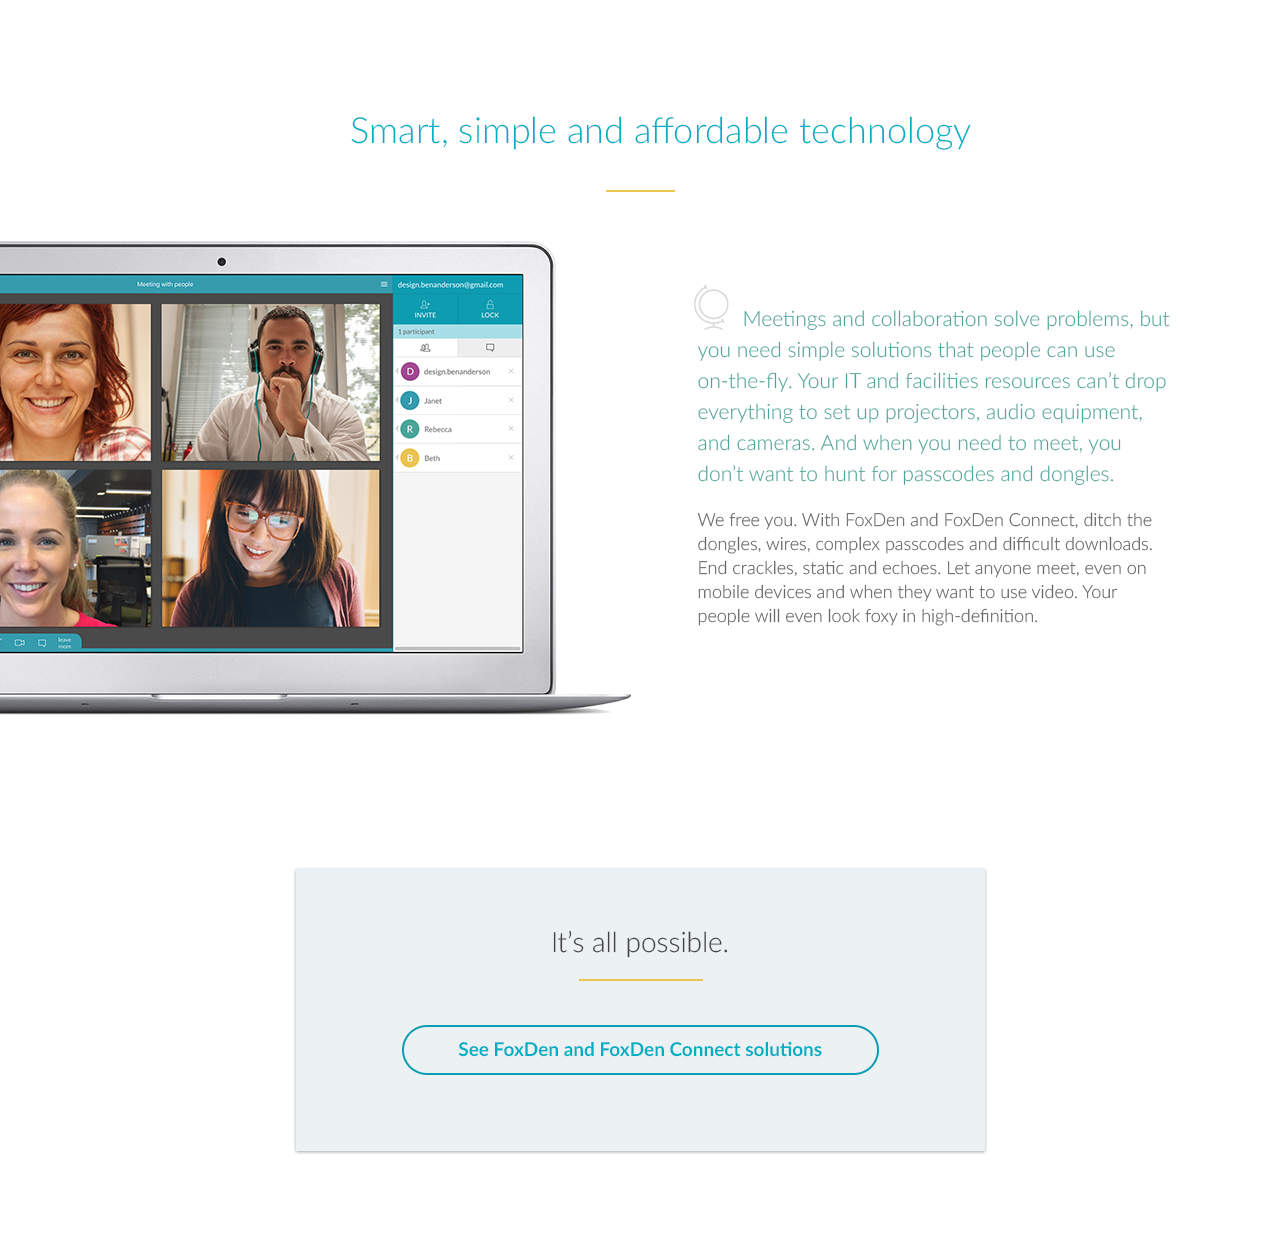 Smart, simple and affordable technology
Meeting with people
design.benanderson@gmail.com
INVITE
LOCK
1 participant
D design.benanderson
J Janet
R Rebecca
B Beth
leave
room
Meetings and collaboration solve problems, but
you need simple solutions that people can use
on-the-fly. Your IT and facilities resources can’t drop
everything to set up projectors, audio equipment,
and cameras. And when you need to meet, you
don’t want to hunt for passcodes and dongles.
We free you. With FoxDen and FoxDen Connect, ditch the
dongles, wires, complex passcodes and difficult downloads.
End crackles, static and echoes. Let anyone meet, even on
mobile devices and when they want to use video. Your
people will even look foxy in high-definition.
It’s all possible.
See FoxDen and FoxDen Connect solutions